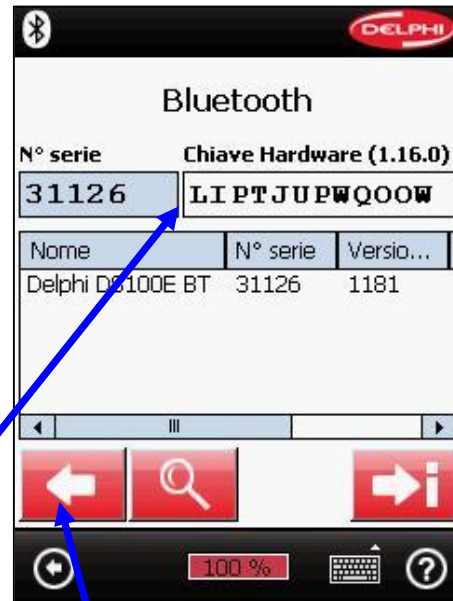 DELPHI
Bluetooth
N° serie Chiave Hardware (1.16.0)
31126 LIPTJUPWQOOW
Nome N° serie Versio...
Delphi DS100E BT 31126 1181
100 %